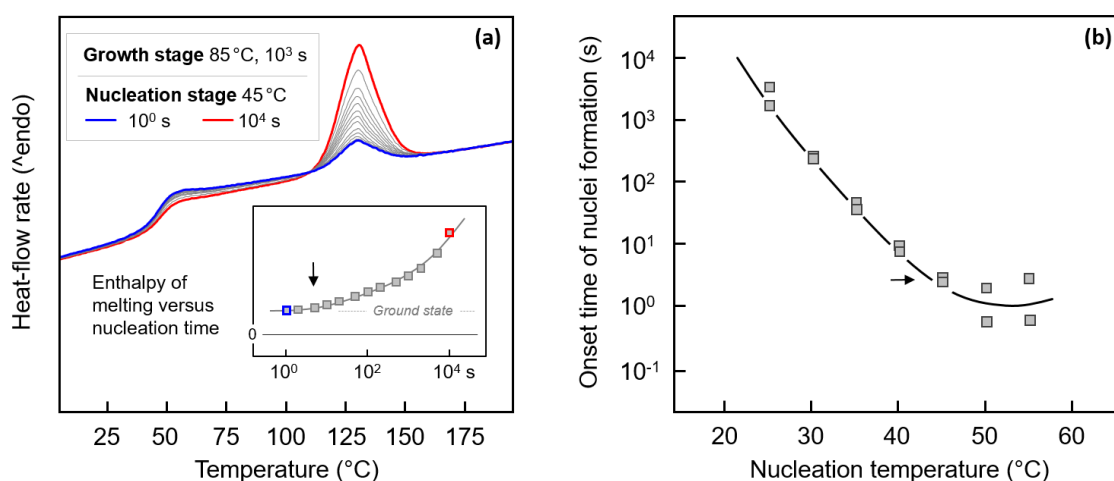 (a)
Growth stage 85 °C, 10³ s
Nucleation stage 45 °C
10⁰ s 10⁴ s
Heat-flow rate (^endo)
Enthalpy of
melting versus
nucleation time
Ground state
0
10⁰ 10² 10⁴ s
25 50 75 100 125 150 175
Temperature (°C)
(b)
Onset time of nuclei formation (s)
10⁴
10³
10²
10¹
10⁰
10⁻¹
20 30 40 50 60
Nucleation temperature (°C)